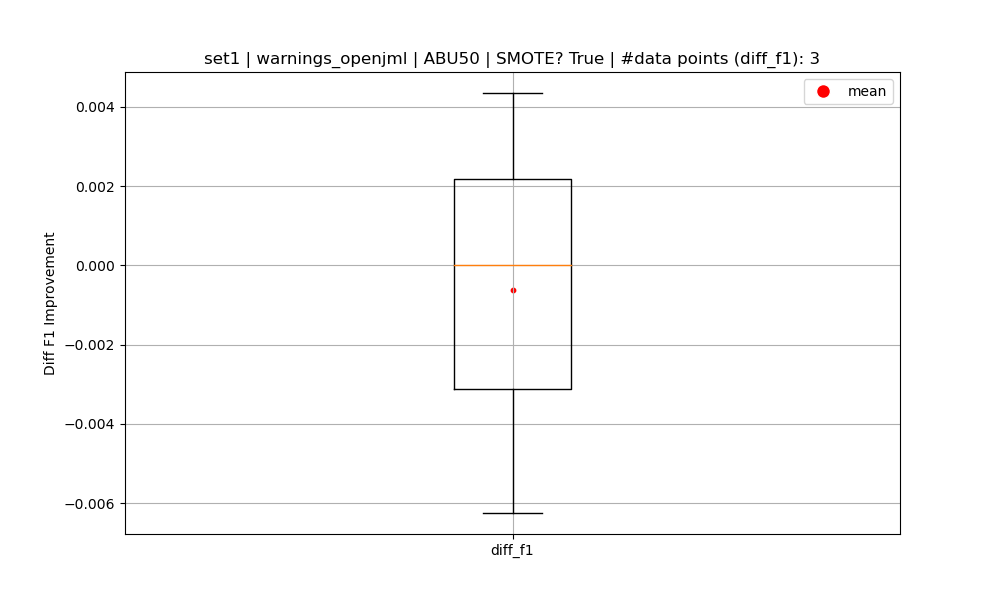 set1 | warnings_openjml | ABU50 | SMOTE? True | #data points (diff_f1): 3
mean
0.004
0.002
0.000
−0.002
−0.004
−0.006
Diff F1 Improvement
diff_f1